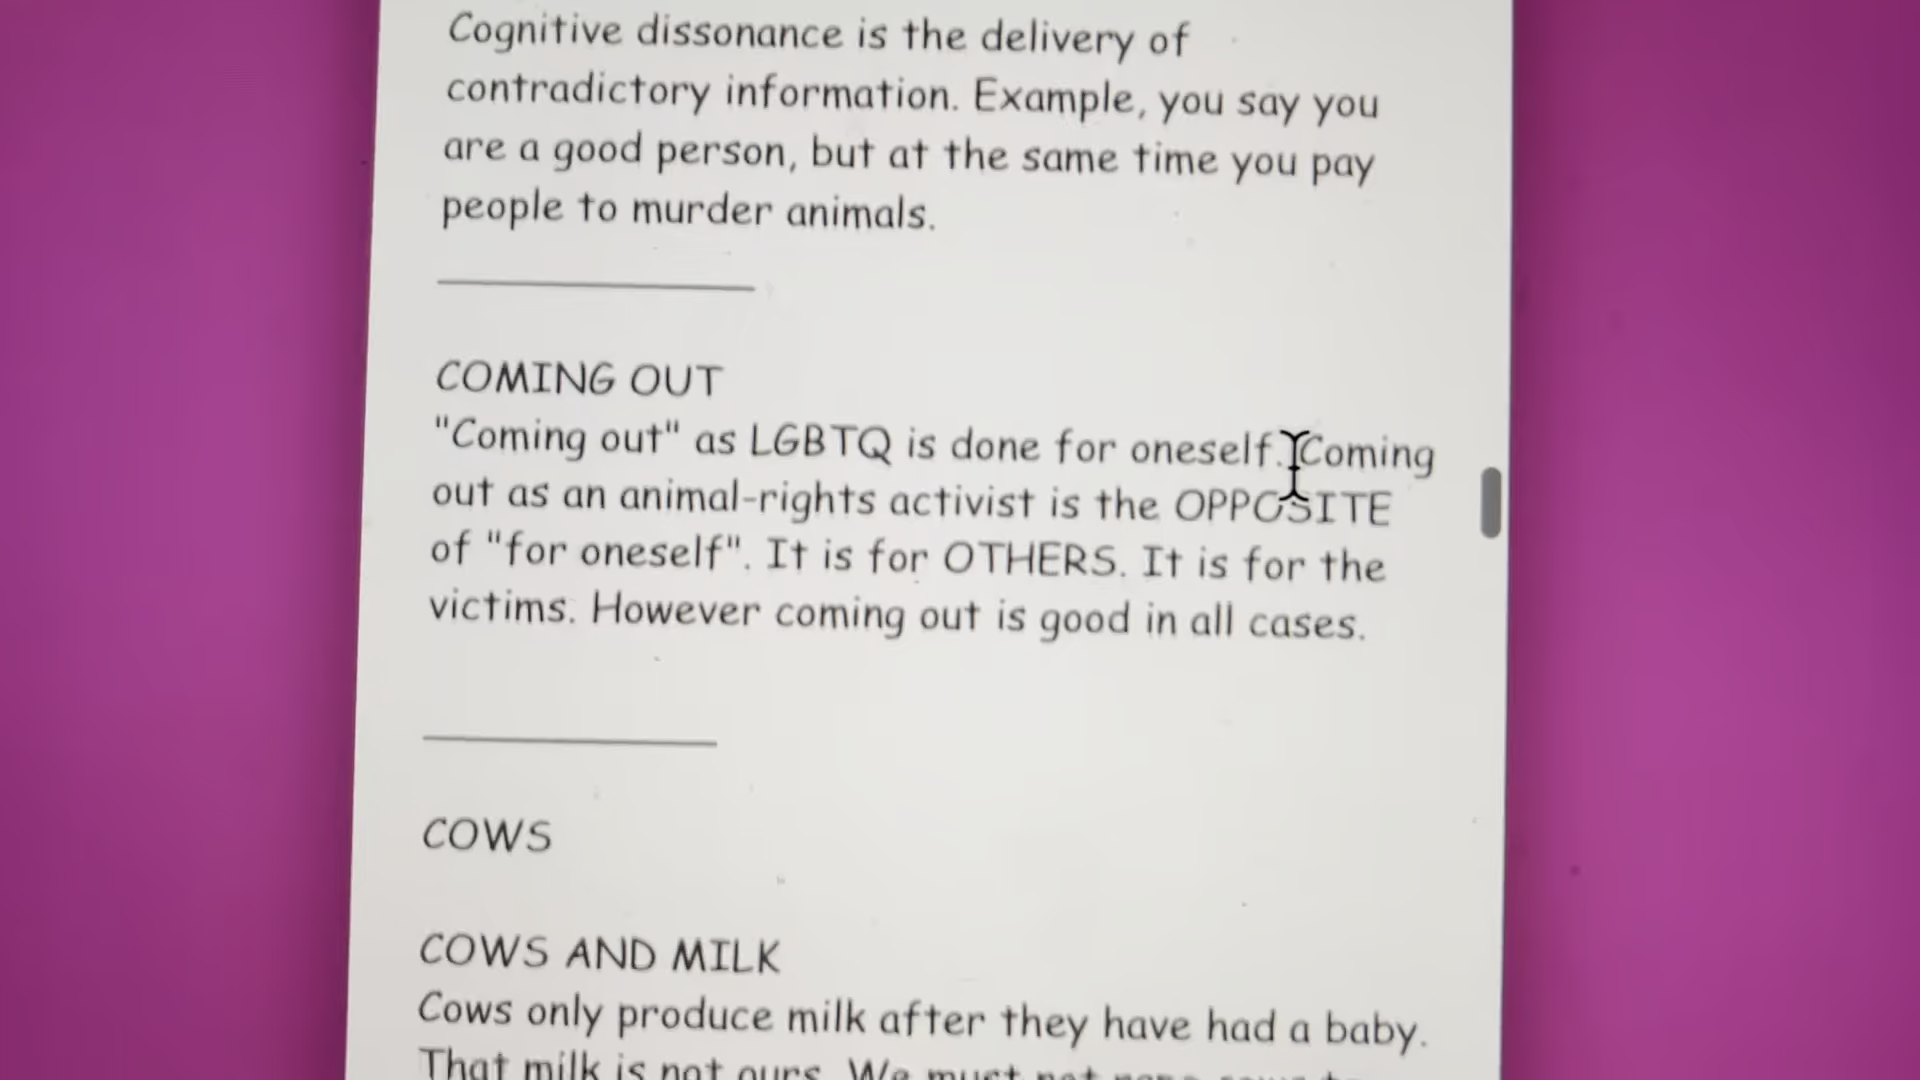 Cognitive dissonance is the delivery of
contradictory information. Example, you say you
are a good person, but at the same time you pay
people to murder animals.
COMING OUT
"Coming out" as LGBTQ is done for oneself. Coming
out as an animal-rights activist is the OPPOSITE
of "for oneself". It is for OTHERS. It is for the
victims. However coming out is good in all cases.
COWS
COWS AND MILK
Cows only produce milk after they have had a baby.
That milk is not ours. We must not